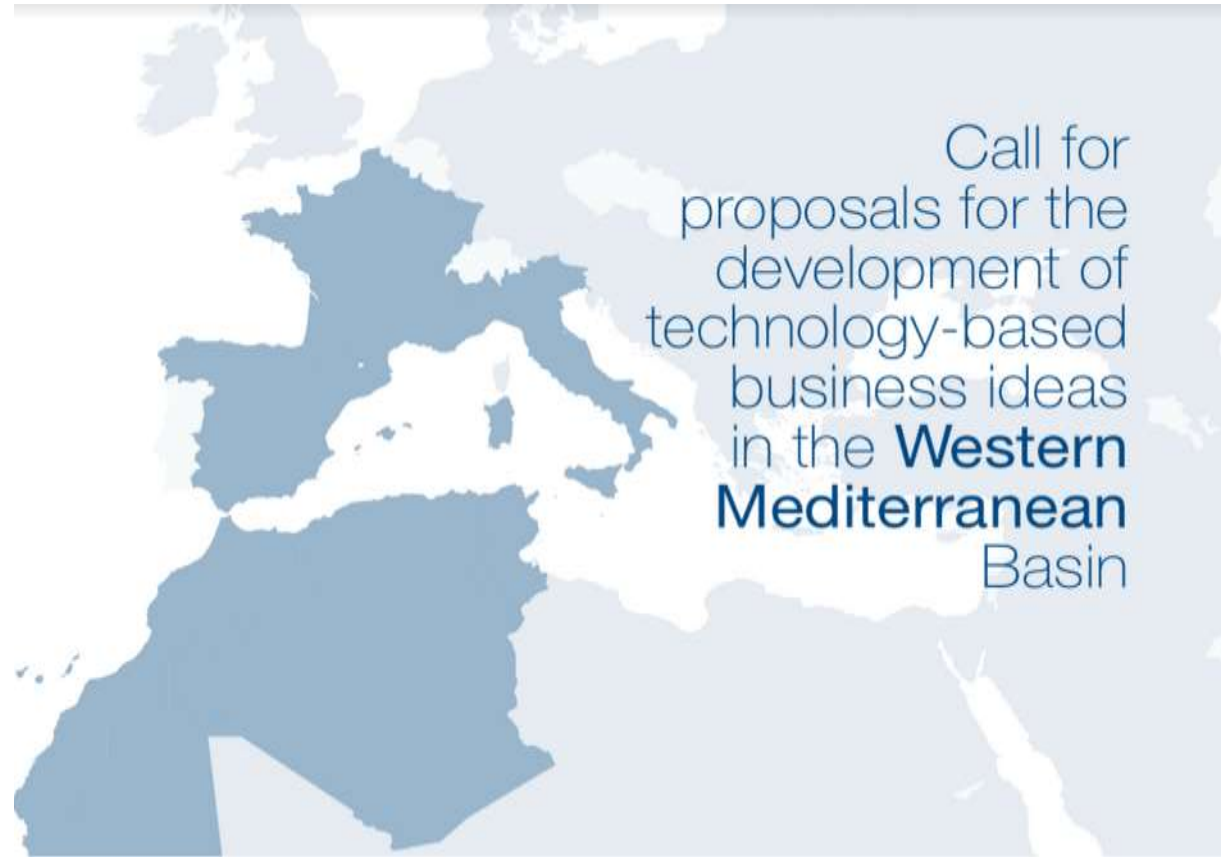 Call for
proposals for the
development of
technology-based
business ideas
in the Western
Mediterranean
Basin